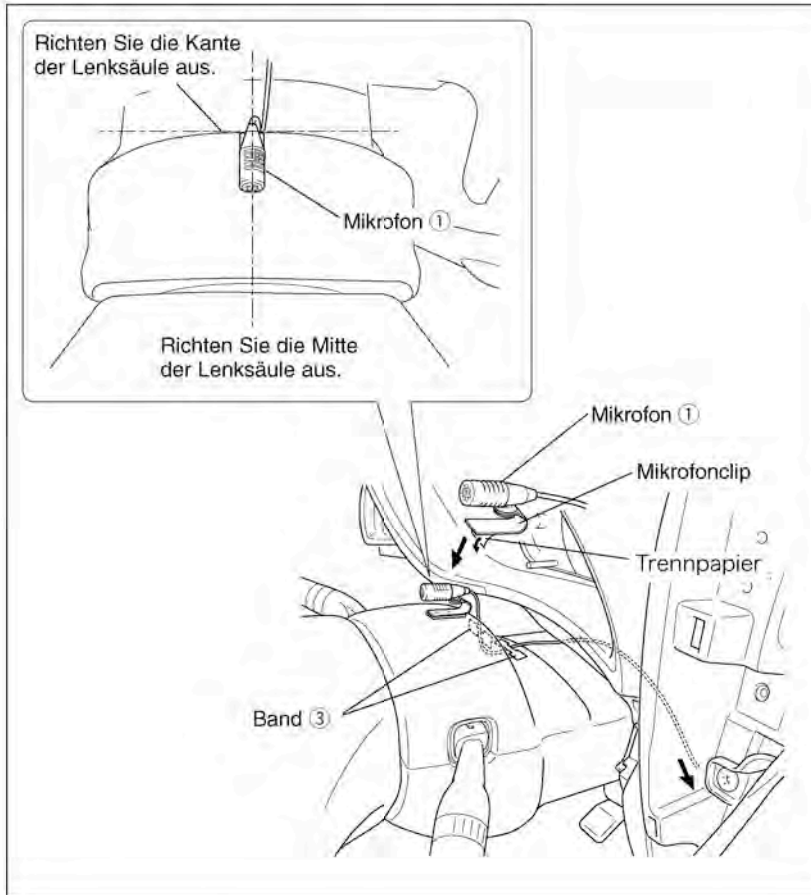 Richten Sie die Kante
der Lenksäule aus.
Mikrofon ①
Richten Sie die Mitte
der Lenksäule aus.
Mikrofon ①
Mikrofonclip
Trennpapier
Band ③